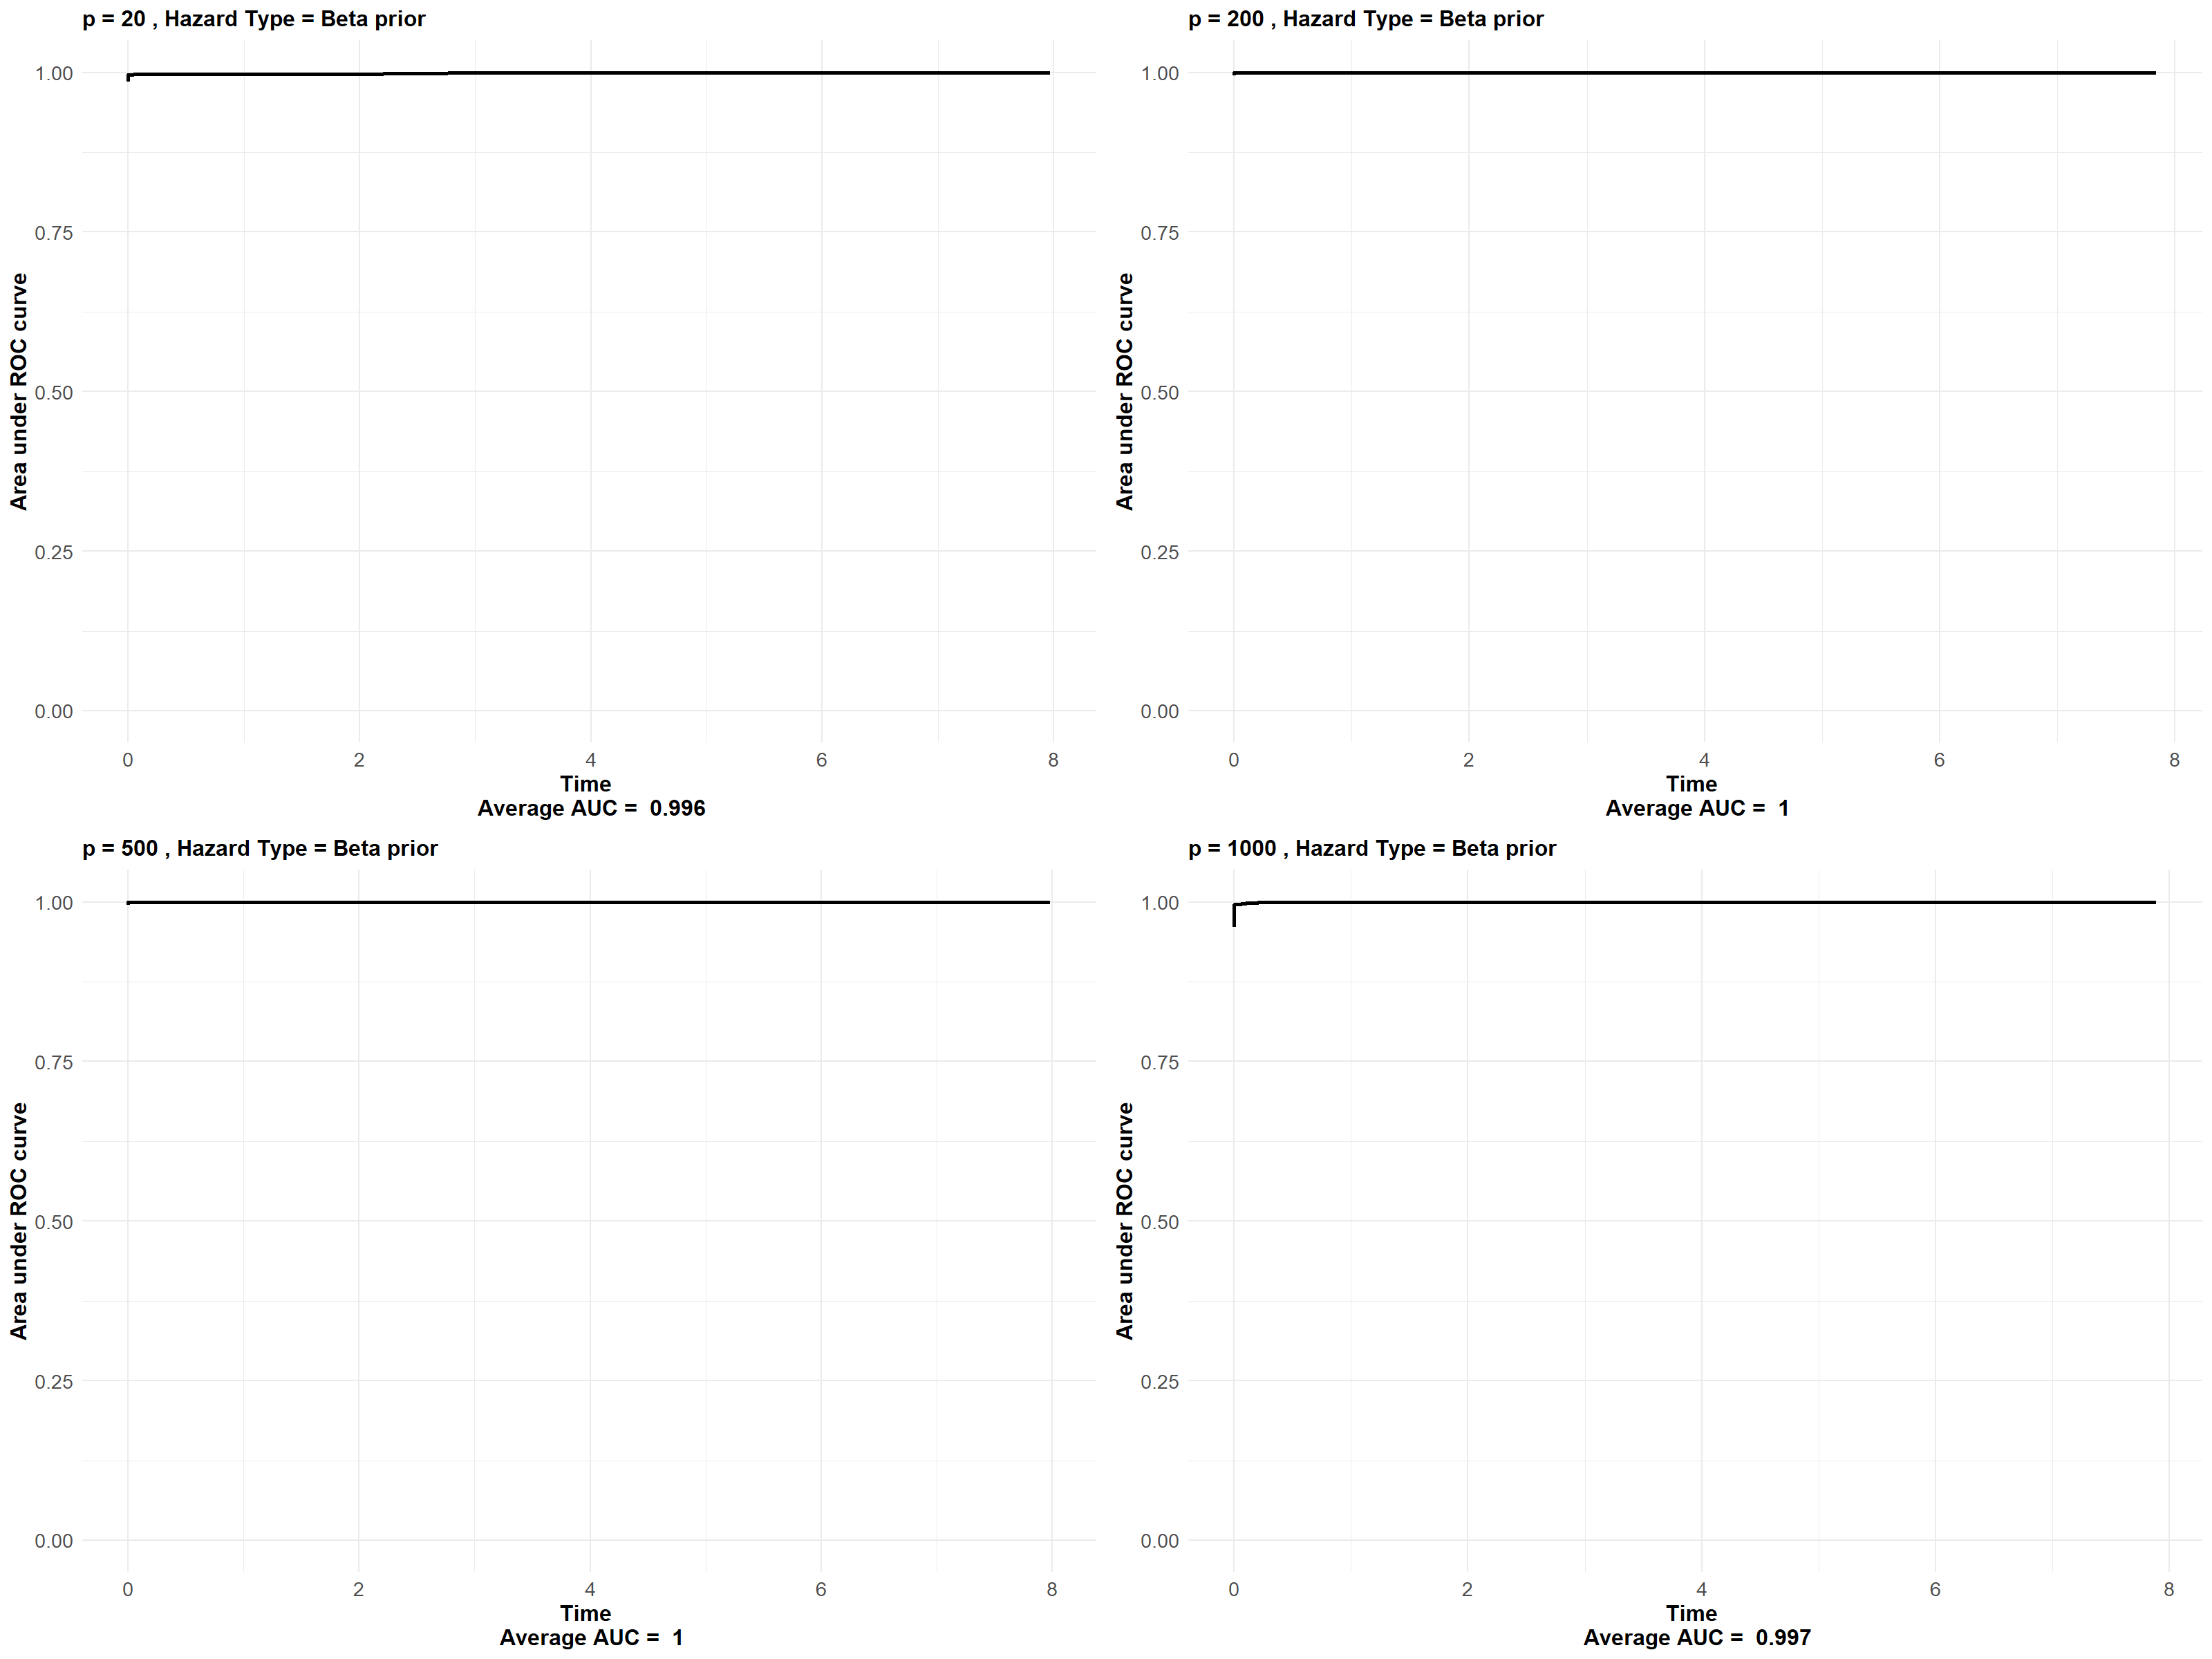 p = 20 , Hazard Type = Beta prior
1.00
0.75
0.50
0.25
0.00
Area under ROC curve
0 2 4 6 8
Time
Average AUC =  0.996
p = 200 , Hazard Type = Beta prior
1.00
0.75
0.50
0.25
0.00
Area under ROC curve
0 2 4 6 8
Time
Average AUC =  1
p = 500 , Hazard Type = Beta prior
1.00
0.75
0.50
0.25
0.00
Area under ROC curve
0 2 4 6 8
Time
Average AUC =  1
p = 1000 , Hazard Type = Beta prior
1.00
0.75
0.50
0.25
0.00
Area under ROC curve
0 2 4 6 8
Time
Average AUC =  0.997